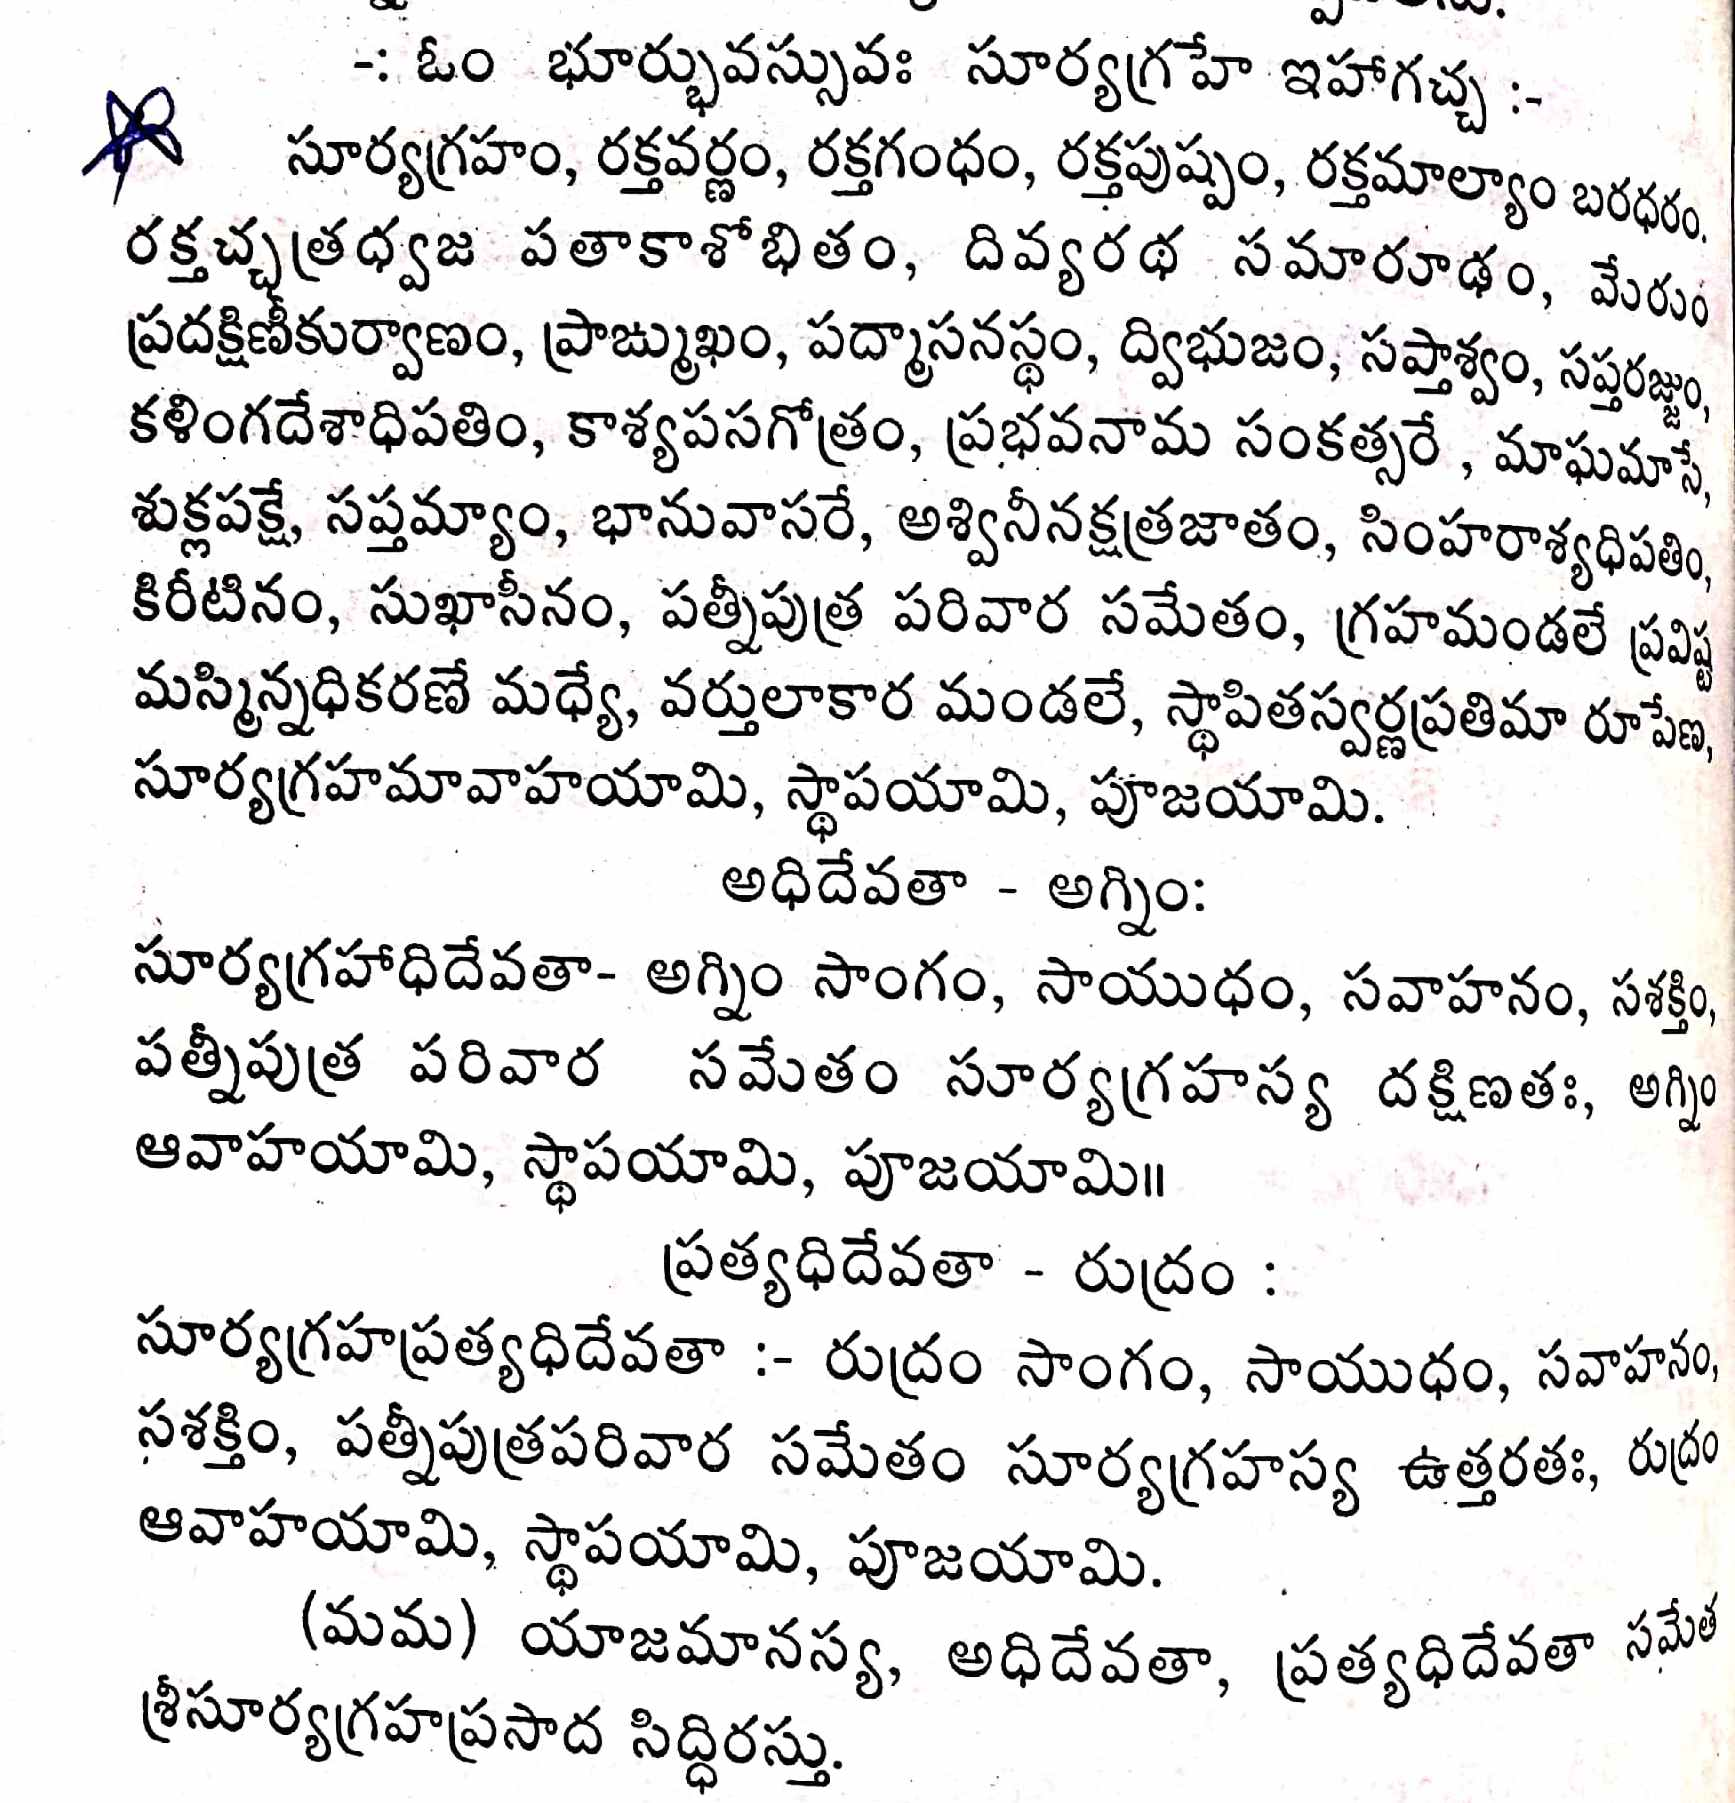 -: ఓం భూర్భువస్సువః సూర్యగ్రహే ఇహాగచ్చ :-
సూర్యగ్రహం, రక్తవర్ణం, రక్తగంధం, రక్తపుష్పం, రక్తమాల్యాం బరధరం.
రక్తచ్ఛత్రధ్వజ పతాకాశోభితం, దివ్యరథ సమారూఢం, మేరుం
ప్రదక్షిణీకుర్వాణం, ప్రాఙ్ముఖం, పద్మాసనస్థం, ద్విభుజం, సప్తాశ్వం, సప్తరజ్జుం,
కళింగదేశాధిపతిం, కాశ్యపసగోత్రం, ప్రభవనామ సంకత్సరే, మాఘమాసే,
శుక్లపక్షే, సప్తమ్యాం, భానువాసరే, అశ్వినీనక్షత్రజాతం, సింహరాశ్యధిపతిం,
కిరీటినం, సుఖాసీనం, పత్నీపుత్ర పరివార సమేతం, గ్రహమండలే ప్రవిష్ట
మస్మిన్నధికరణే మధ్యే, వర్తులాకార మండలే, స్థాపితస్వర్ణప్రతిమా రూపేణ,
సూర్యగ్రహమావాహయామి, స్థాపయామి, పూజయామి.
అధిదేవతా - అగ్నిం:
సూర్యగ్రహాధిదేవతా- అగ్నిం సాంగం, సాయుధం, సవాహనం, సశక్తిం,
పత్నీపుత్ర పరివార సమేతం సూర్యగ్రహస్య దక్షిణతః, అగ్నిం
ఆవాహయామి, స్థాపయామి, పూజయామి॥
ప్రత్యధిదేవతా - రుద్రం :
సూర్యగ్రహప్రత్యధిదేవతా :- రుద్రం సాంగం, సాయుధం, సవాహనం,
సశక్తిం, పత్నీపుత్రపరివార సమేతం సూర్యగ్రహస్య ఉత్తరతః, రుద్రం
ఆవాహయామి, స్థాపయామి, పూజయామి.
(మమ) యాజమానస్య, అధిదేవతా, ప్రత్యధిదేవతా సమేత
శ్రీసూర్యగ్రహప్రసాద సిద్ధిరస్తు.